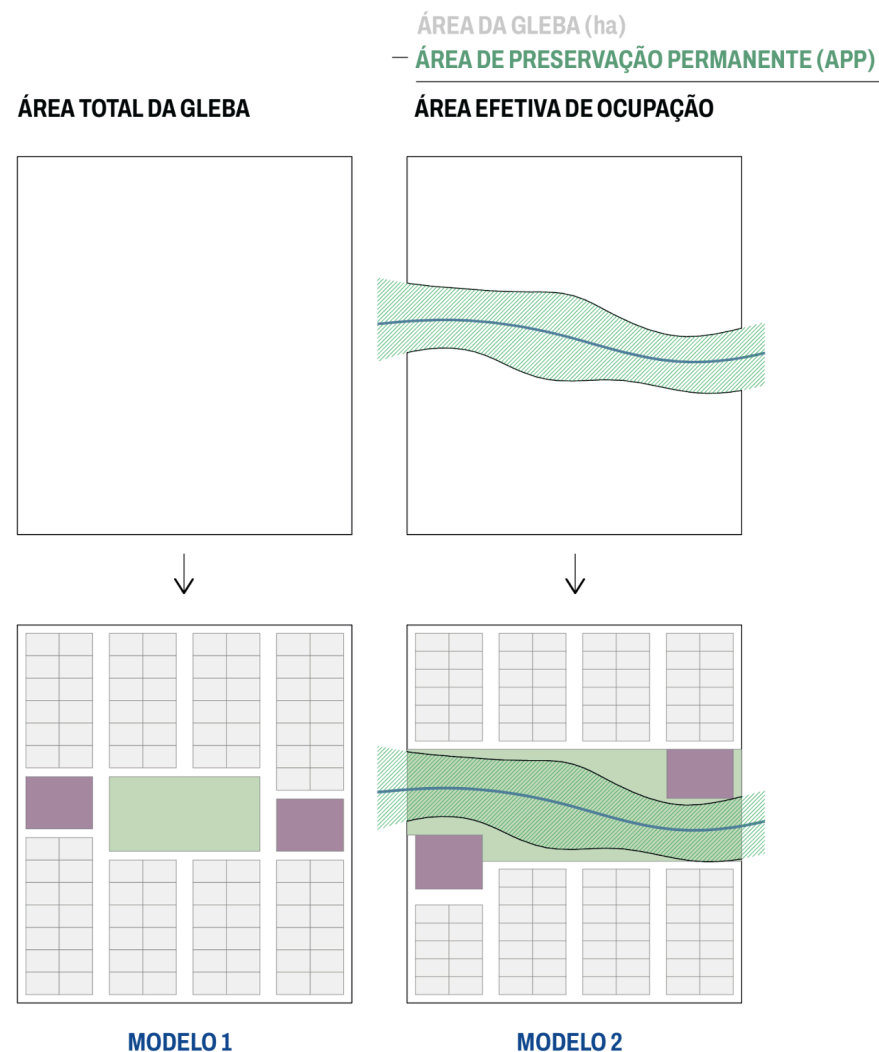 ÁREA DA GLEBA (ha)
— ÁREA DE PRESERVAÇÃO PERMANENTE (APP)
ÁREA TOTAL DA GLEBA
ÁREA EFETIVA DE OCUPAÇÃO
MODELO 1
MODELO 2